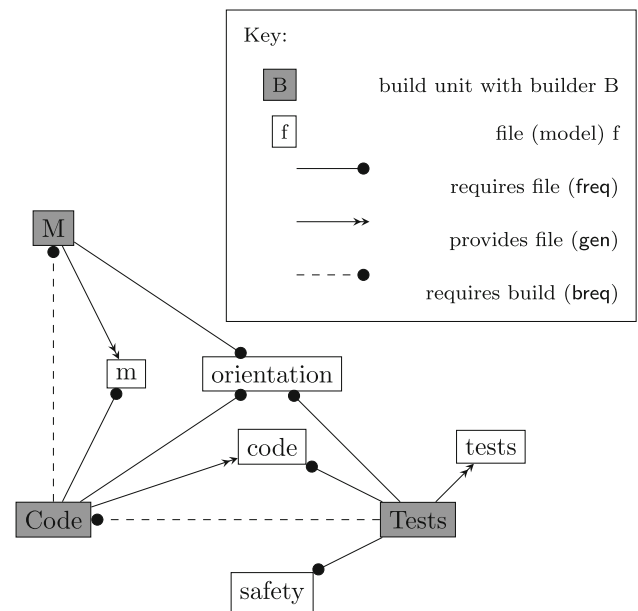 Key:
B build unit with builder B
f file (model) f
requires file (freq)
provides file (gen)
requires build (breq)
M
m
orientation
code
tests
Code
Tests
safety